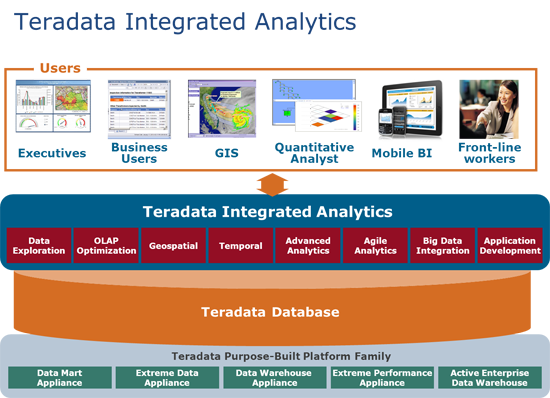 Teradata Integrated Analytics
Users
Executives
Business
Users
GIS
Quantitative
Analyst
Mobile BI
Front-line
workers
Teradata Integrated Analytics
Data
Exploration
OLAP
Optimization
Geospatial
Temporal
Advanced
Analytics
Agile
Analytics
Big Data
Integration
Application
Development
Teradata Database
Teradata Purpose-Built Platform Family
Data Mart
Appliance
Extreme Data
Appliance
Data Warehouse
Appliance
Extreme Performance
Appliance
Active Enterprise
Data Warehouse